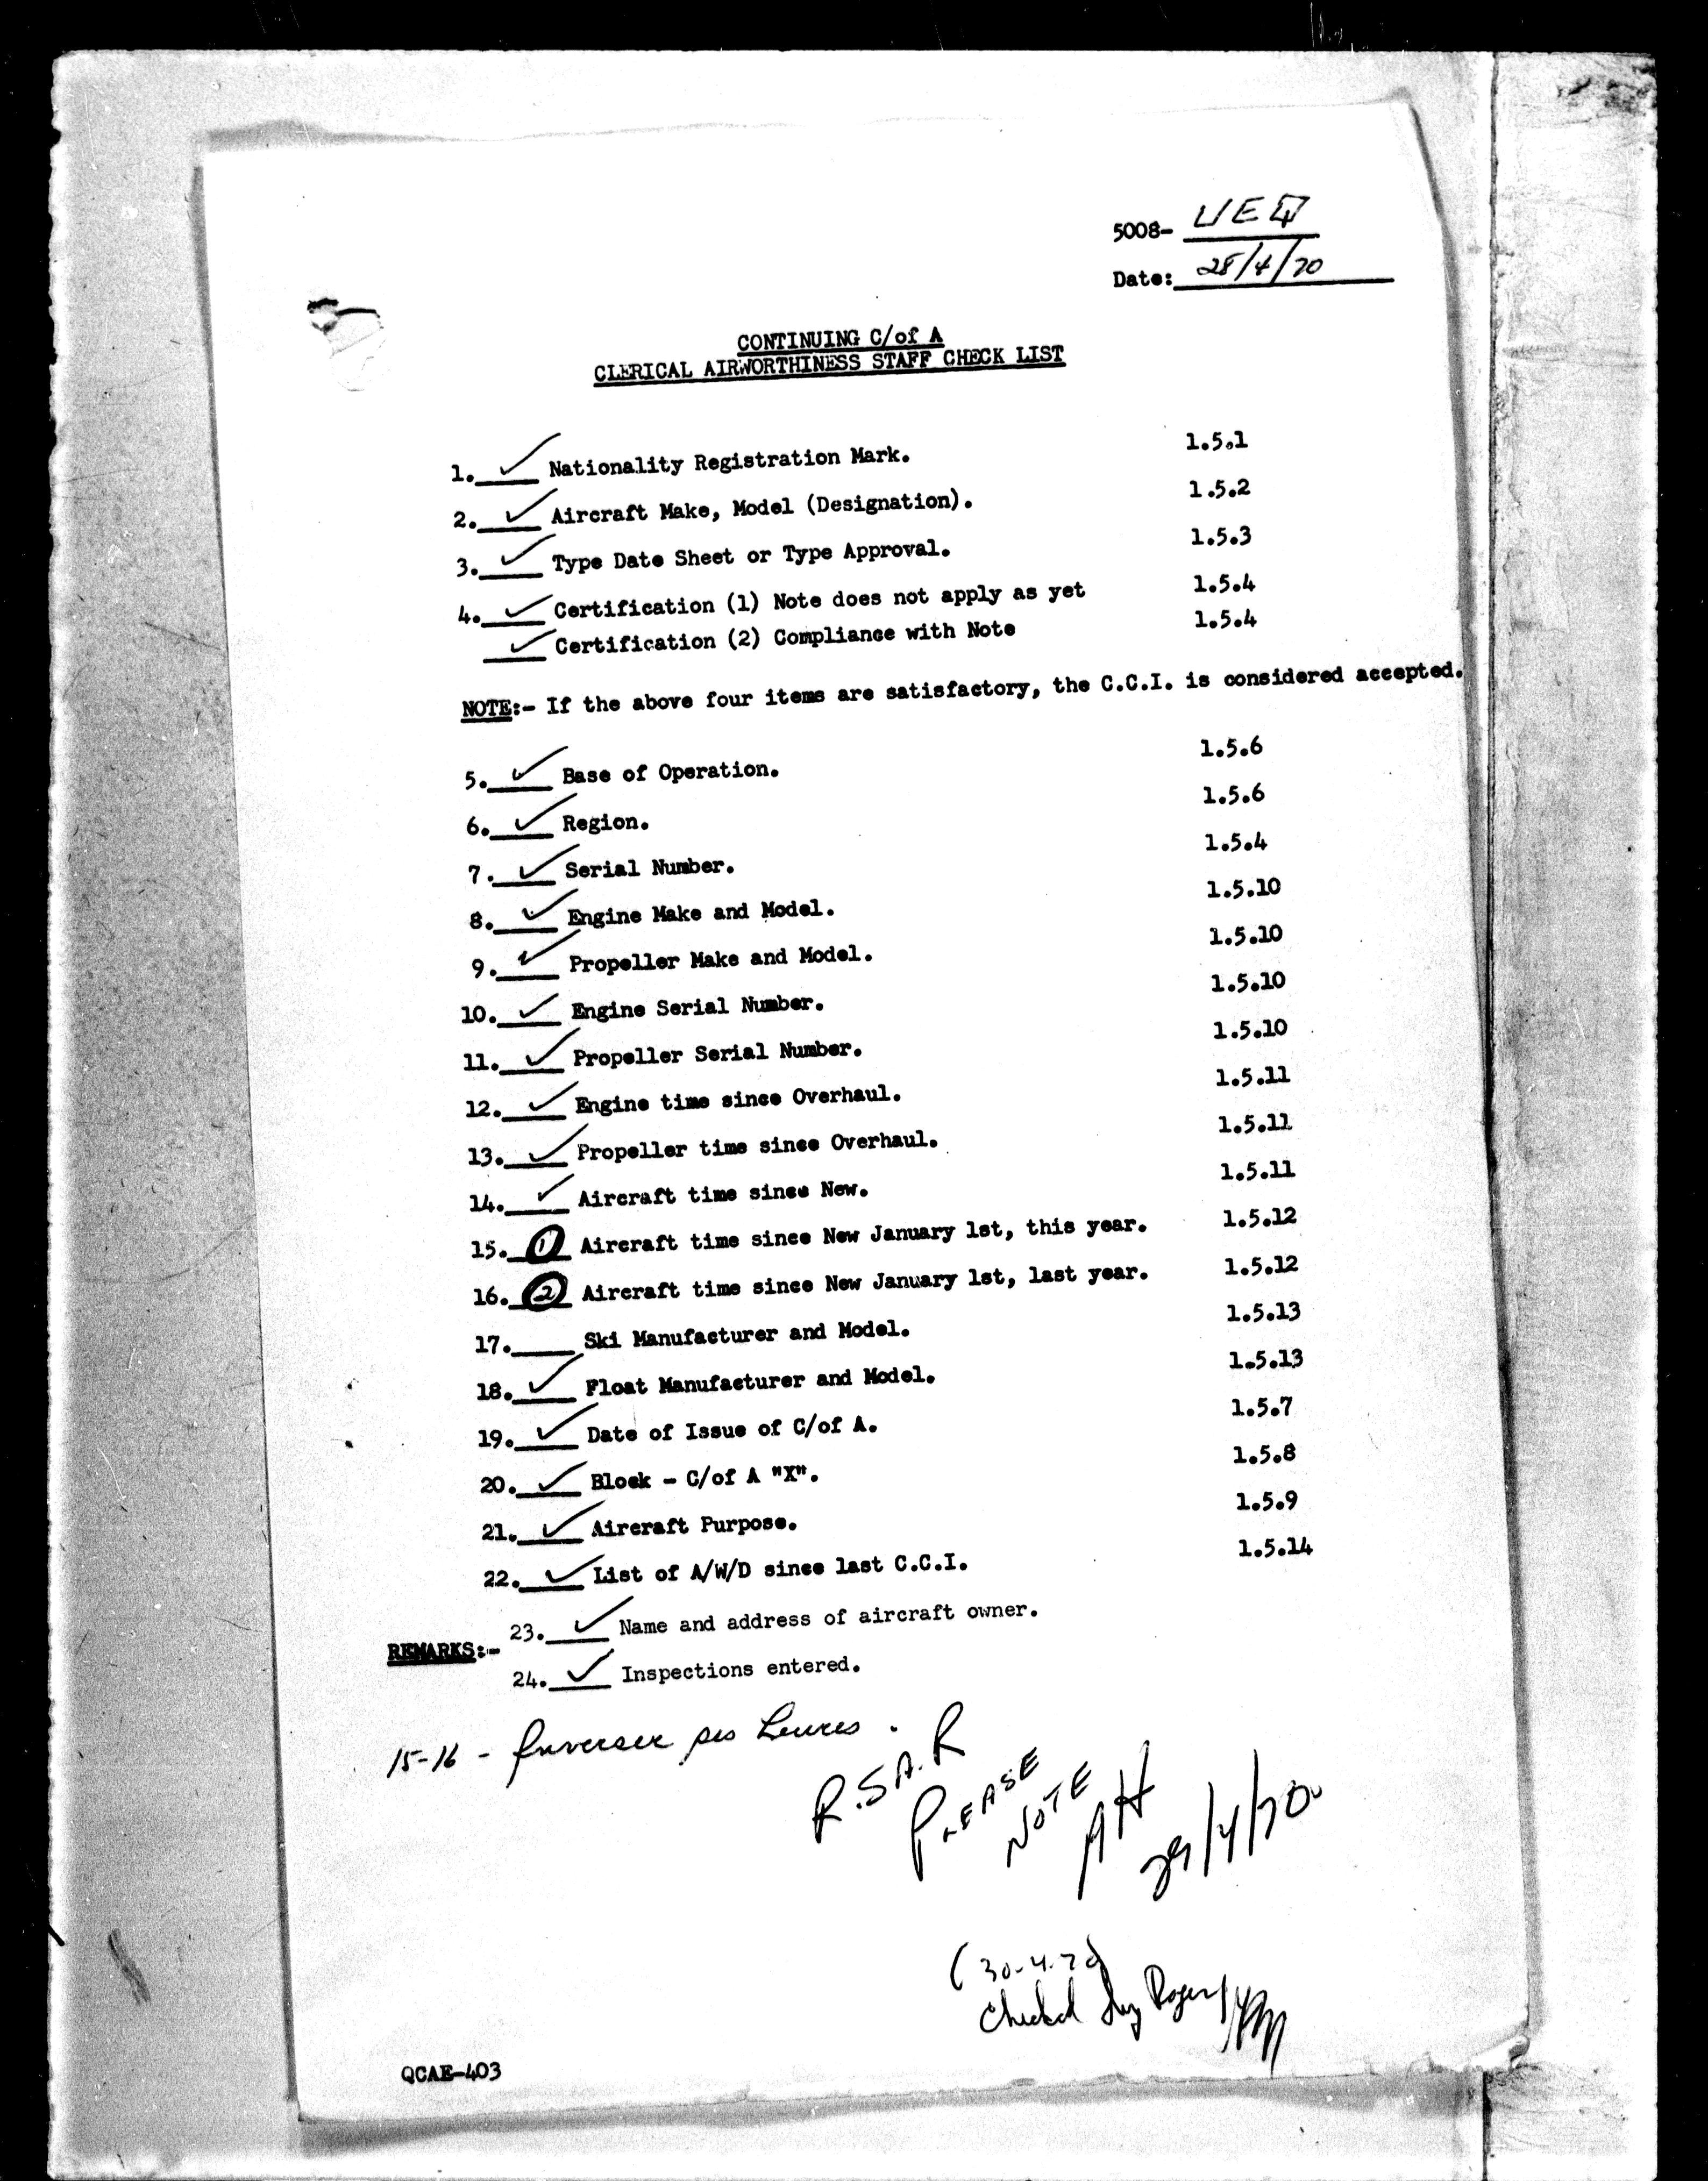 5008- UEQ
Date: 28/4/70
CONTINUING C/of A
CLERICAL AIRWORTHINESS STAFF CHECK LIST
1. ✓ Nationality Registration Mark. 1.5.1
2. ✓ Aircraft Make, Model (Designation). 1.5.2
3. ✓ Type Date Sheet or Type Approval. 1.5.3
4. ✓ Certification (1) Note does not apply as yet 1.5.4
✓ Certification (2) Compliance with Note 1.5.4
NOTE:- If the above four items are satisfactory, the C.C.I. is considered accepted.
5. ✓ Base of Operation. 1.5.6
6. ✓ Region. 1.5.6
7. ✓ Serial Number. 1.5.4
8. ✓ Engine Make and Model. 1.5.10
9. ✓ Propeller Make and Model. 1.5.10
10. ✓ Engine Serial Number. 1.5.10
11. ✓ Propeller Serial Number. 1.5.10
12. ✓ Engine time since Overhaul. 1.5.11
13. ✓ Propeller time since Overhaul. 1.5.11
14. ✓ Aircraft time since New. 1.5.11
15. 1 Aircraft time since New January 1st, this year. 1.5.12
16. 2 Aircraft time since New January 1st, last year. 1.5.12
17. Ski Manufacturer and Model. 1.5.13
18. ✓ Float Manufacturer and Model. 1.5.13
19. ✓ Date of Issue of C/of A. 1.5.7
20. ✓ Block - C/of A "X". 1.5.8
21. ✓ Aircraft Purpose. 1.5.9
22. ✓ List of A/W/D since last C.C.I. 1.5.14
23. ✓ Name and address of aircraft owner.
REMARKS:-
24. ✓ Inspections entered.
15-16 - Inverser heures.
R.S.A.R
PLEASE
NOTE
AH
29/4/70
(30-4-70)
Checked by Roger
QCAE-403